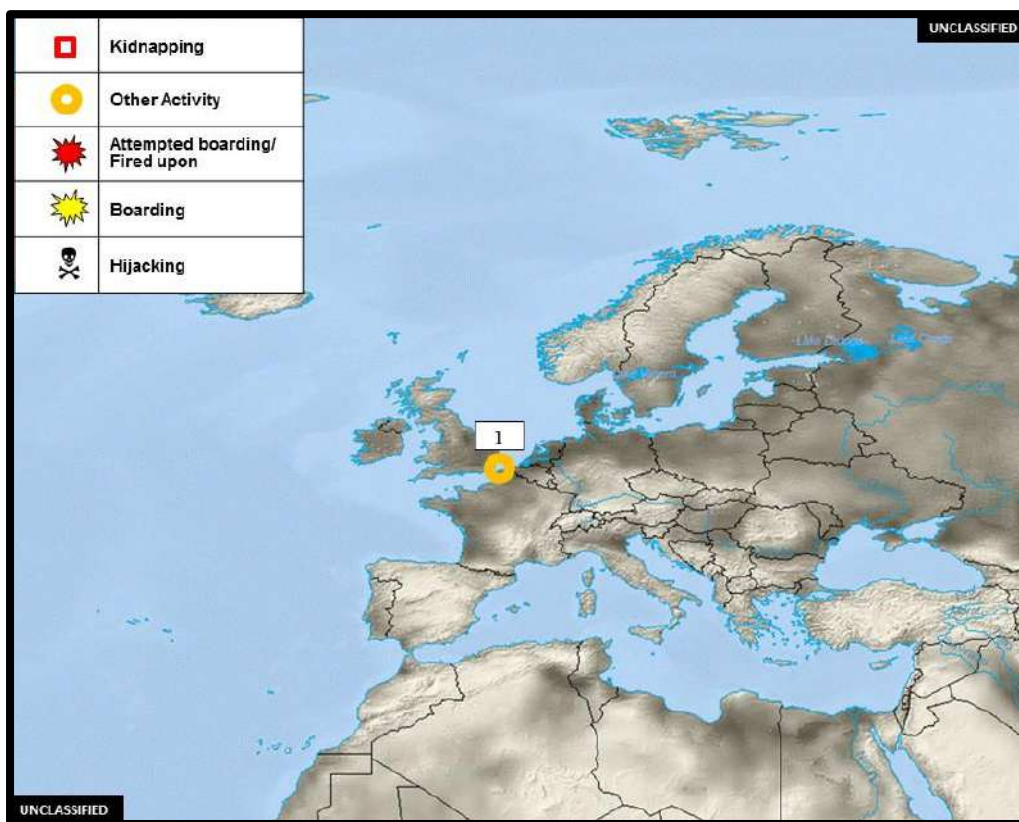 UNCLASSIFIED
Kidnapping
Other Activity
Attempted boarding/
Fired upon
Boarding
Hijacking
1
UNCLASSIFIED